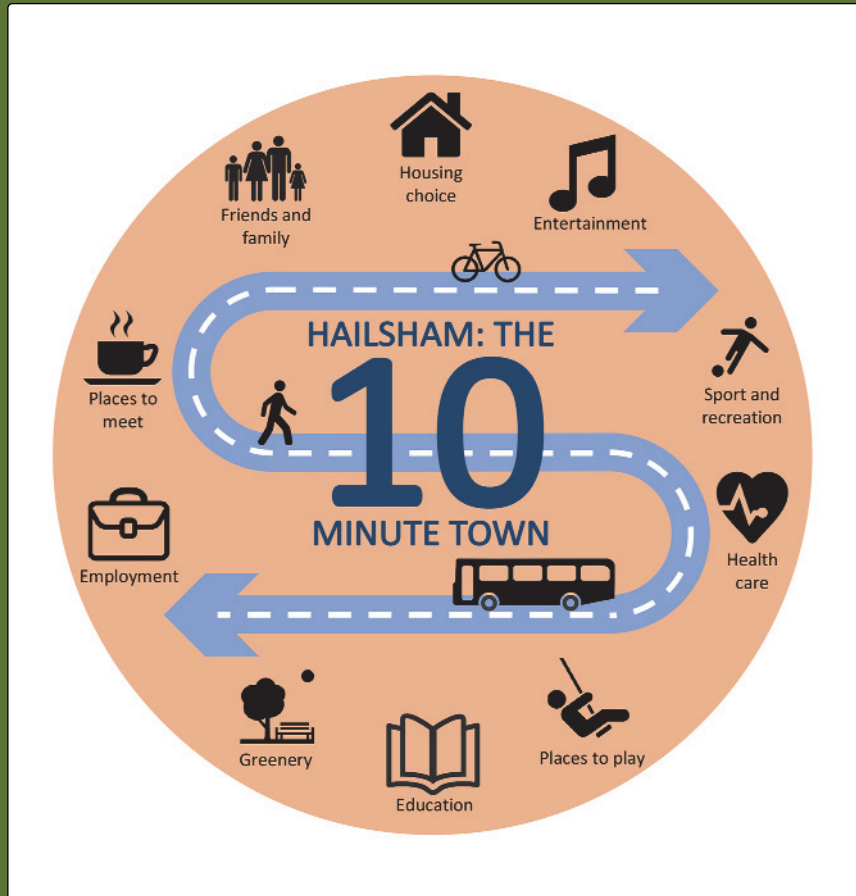 Housing
choice
Friends and
family
Entertainment
HAILSHAM: THE
10
MINUTE TOWN
Places to
meet
Sport and
recreation
Employment
Health
care
Greenery
Places to play
Education